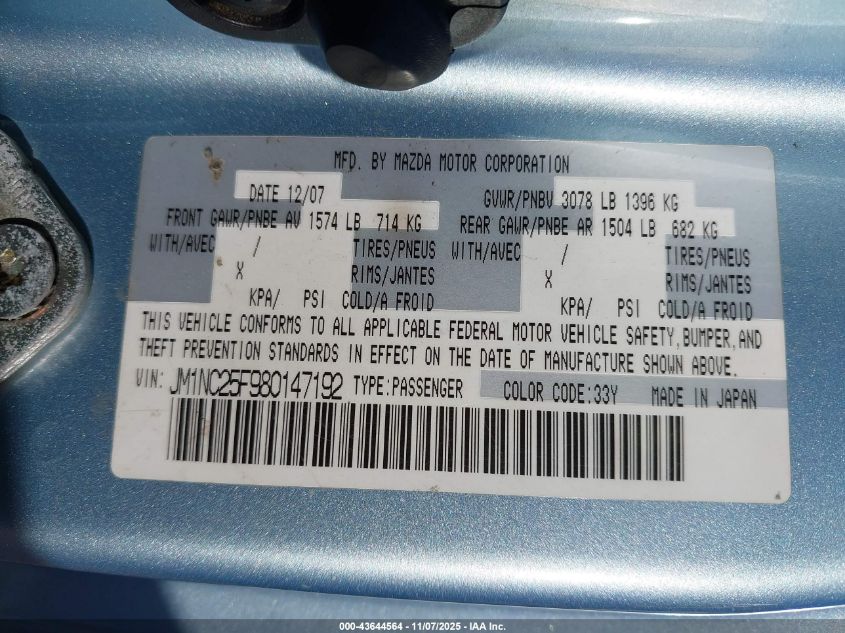 MFD. BY MAZDA MOTOR CORPORATION
DATE 12/07 GVWR/PNBV 3078 LB 1396 KG
FRONT GAWR/PNBE AV 1574 LB 714 KG REAR GAWR/PNBE AR 1504 LB 682 KG
WITH/AVEC / TIRES/PNEUS WITH/AVEC / TIRES/PNEUS
X RIMS/JANTES X RIMS/JANTES
KPA/ PSI COLD/A FROID KPA/ PSI COLD/A FROID
THIS VEHICLE CONFORMS TO ALL APPLICABLE FEDERAL MOTOR VEHICLE SAFETY, BUMPER, AND
THEFT PREVENTION STANDARDS IN EFFECT ON THE DATE OF MANUFACTURE SHOWN ABOVE.
VIN: JM1NC25F980147192 TYPE:PASSENGER COLOR CODE:33Y MADE IN JAPAN
000-43644564 - 11/07/2025 - IAA Inc.